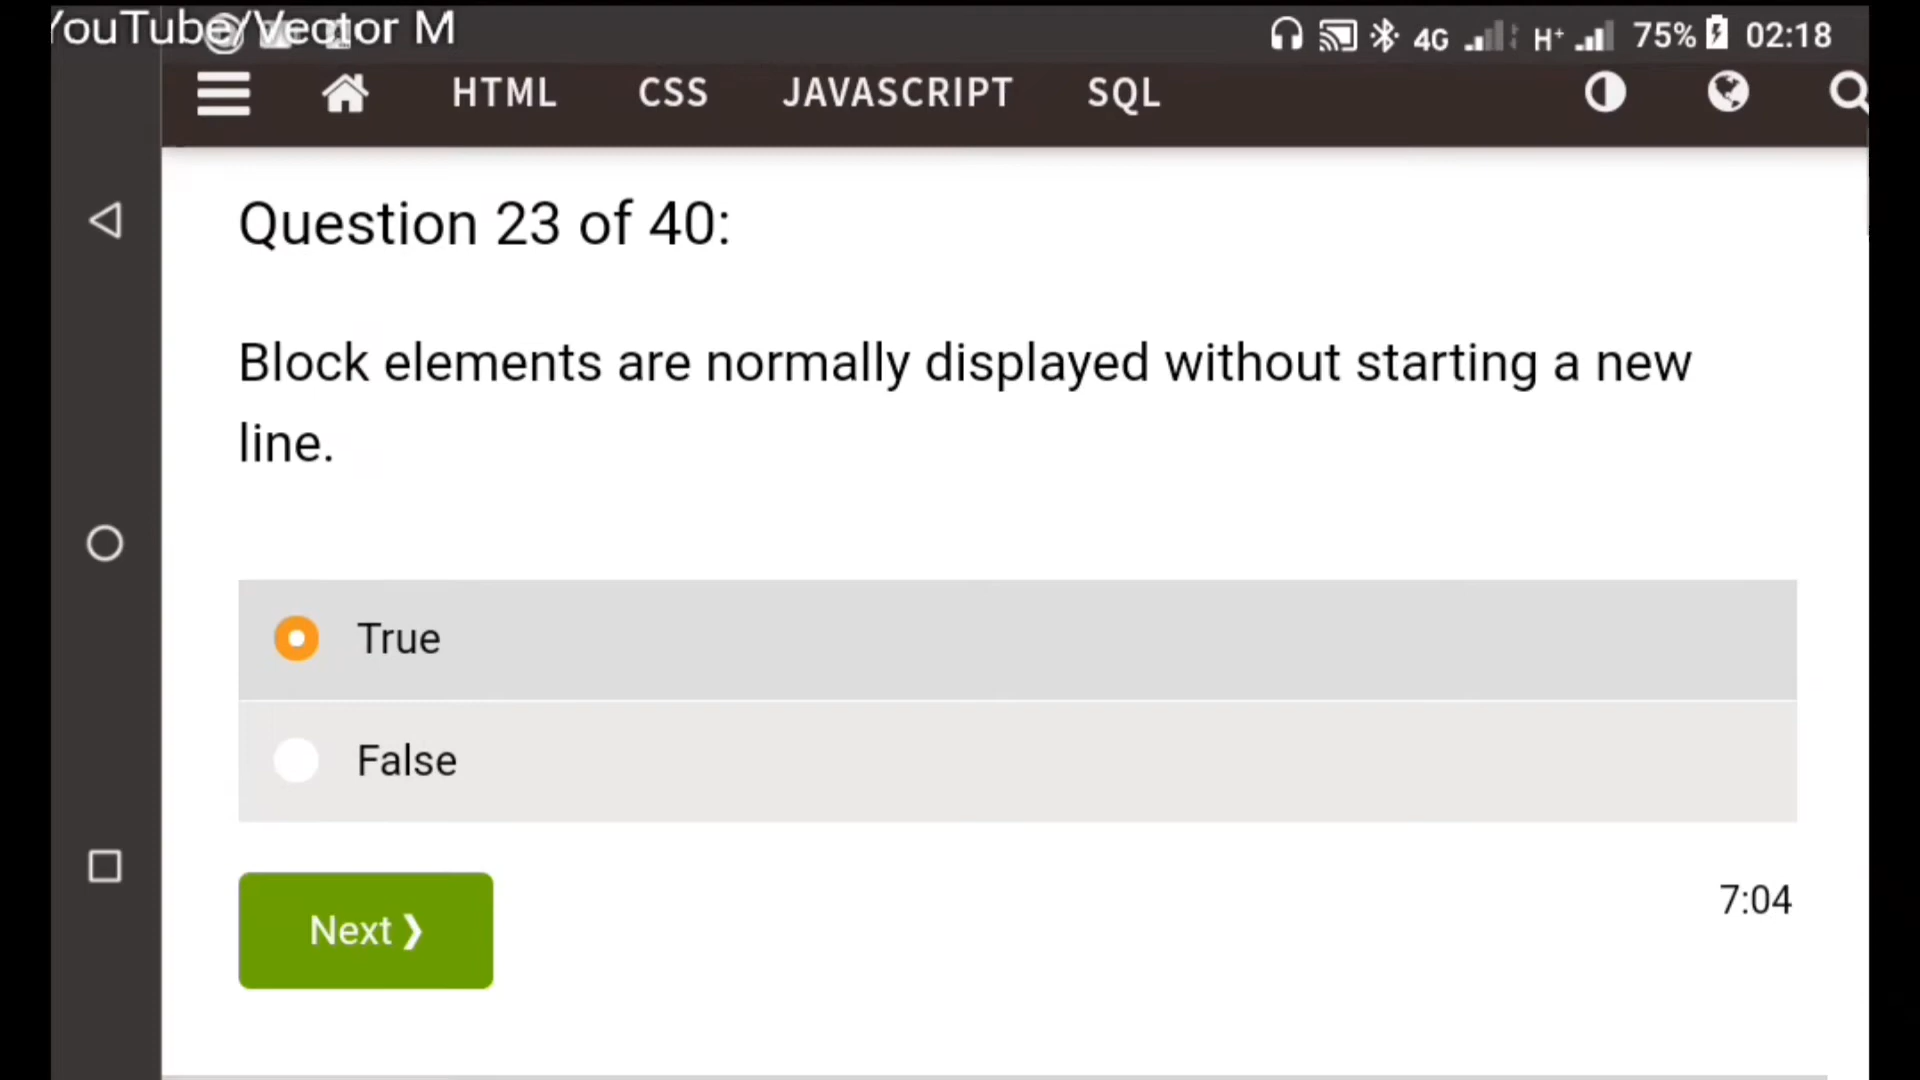 YouTube/Vector M
4G H+ 75% 02:18
HTML CSS JAVASCRIPT SQL
Question 23 of 40:
Block elements are normally displayed without starting a new
line.
True
False
Next ❯
7:04